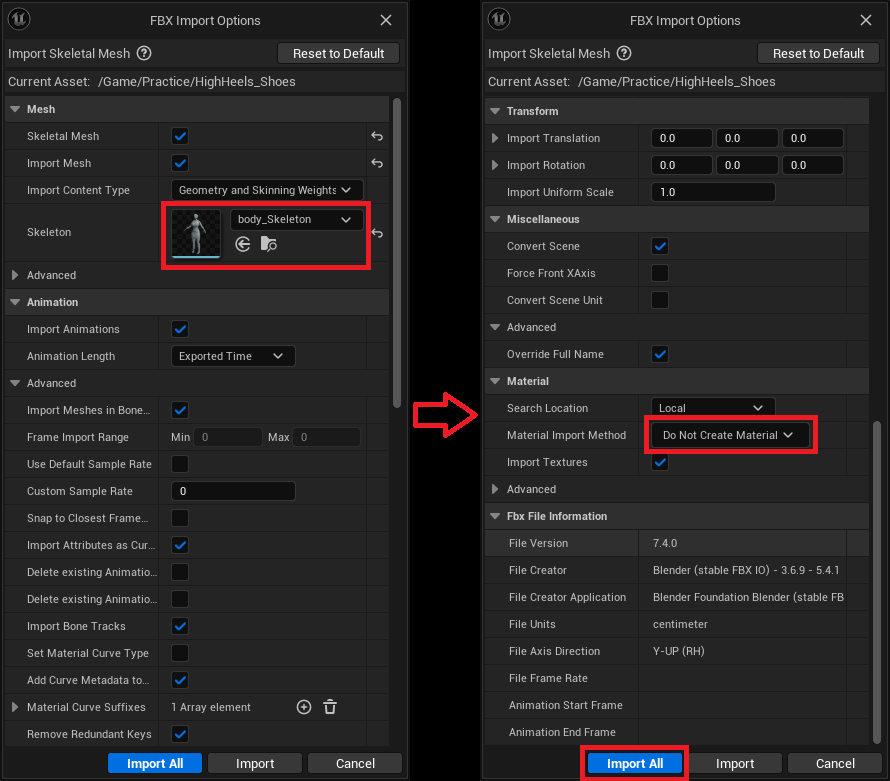 FBX Import Options
Import Skeletal Mesh ? Reset to Default
Current Asset: /Game/Practice/HighHeels_Shoes
Mesh
Skeletal Mesh
Import Mesh
Import Content Type Geometry and Skinning Weights
Skeleton body_Skeleton
Advanced
Animation
Import Animations
Animation Length Exported Time
Advanced
Import Meshes in Bone...
Frame Import Range Min 0 Max 0
Use Default Sample Rate
Custom Sample Rate 0
Snap to Closest Frame...
Import Attributes as Cur...
Delete existing Animatio...
Delete existing Animatio...
Import Bone Tracks
Set Material Curve Type
Add Curve Metadata to...
Material Curve Suffixes 1 Array element
Remove Redundant Keys
Import All Import Cancel
FBX Import Options
Import Skeletal Mesh ? Reset to Default
Current Asset: /Game/Practice/HighHeels_Shoes
Transform
Import Translation 0.0 0.0 0.0
Import Rotation 0.0 0.0 0.0
Import Uniform Scale 1.0
Miscellaneous
Convert Scene
Force Front XAxis
Convert Scene Unit
Advanced
Override Full Name
Material
Search Location Local
Material Import Method Do Not Create Material
Import Textures
Advanced
Fbx File Information
File Version 7.4.0
File Creator Blender (stable FBX IO) - 3.6.9 - 5.4.1
File Creator Application Blender Foundation Blender (stable FB
File Units centimeter
File Axis Direction Y-UP (RH)
File Frame Rate
Animation Start Frame
Animation End Frame
Import All Import Cancel